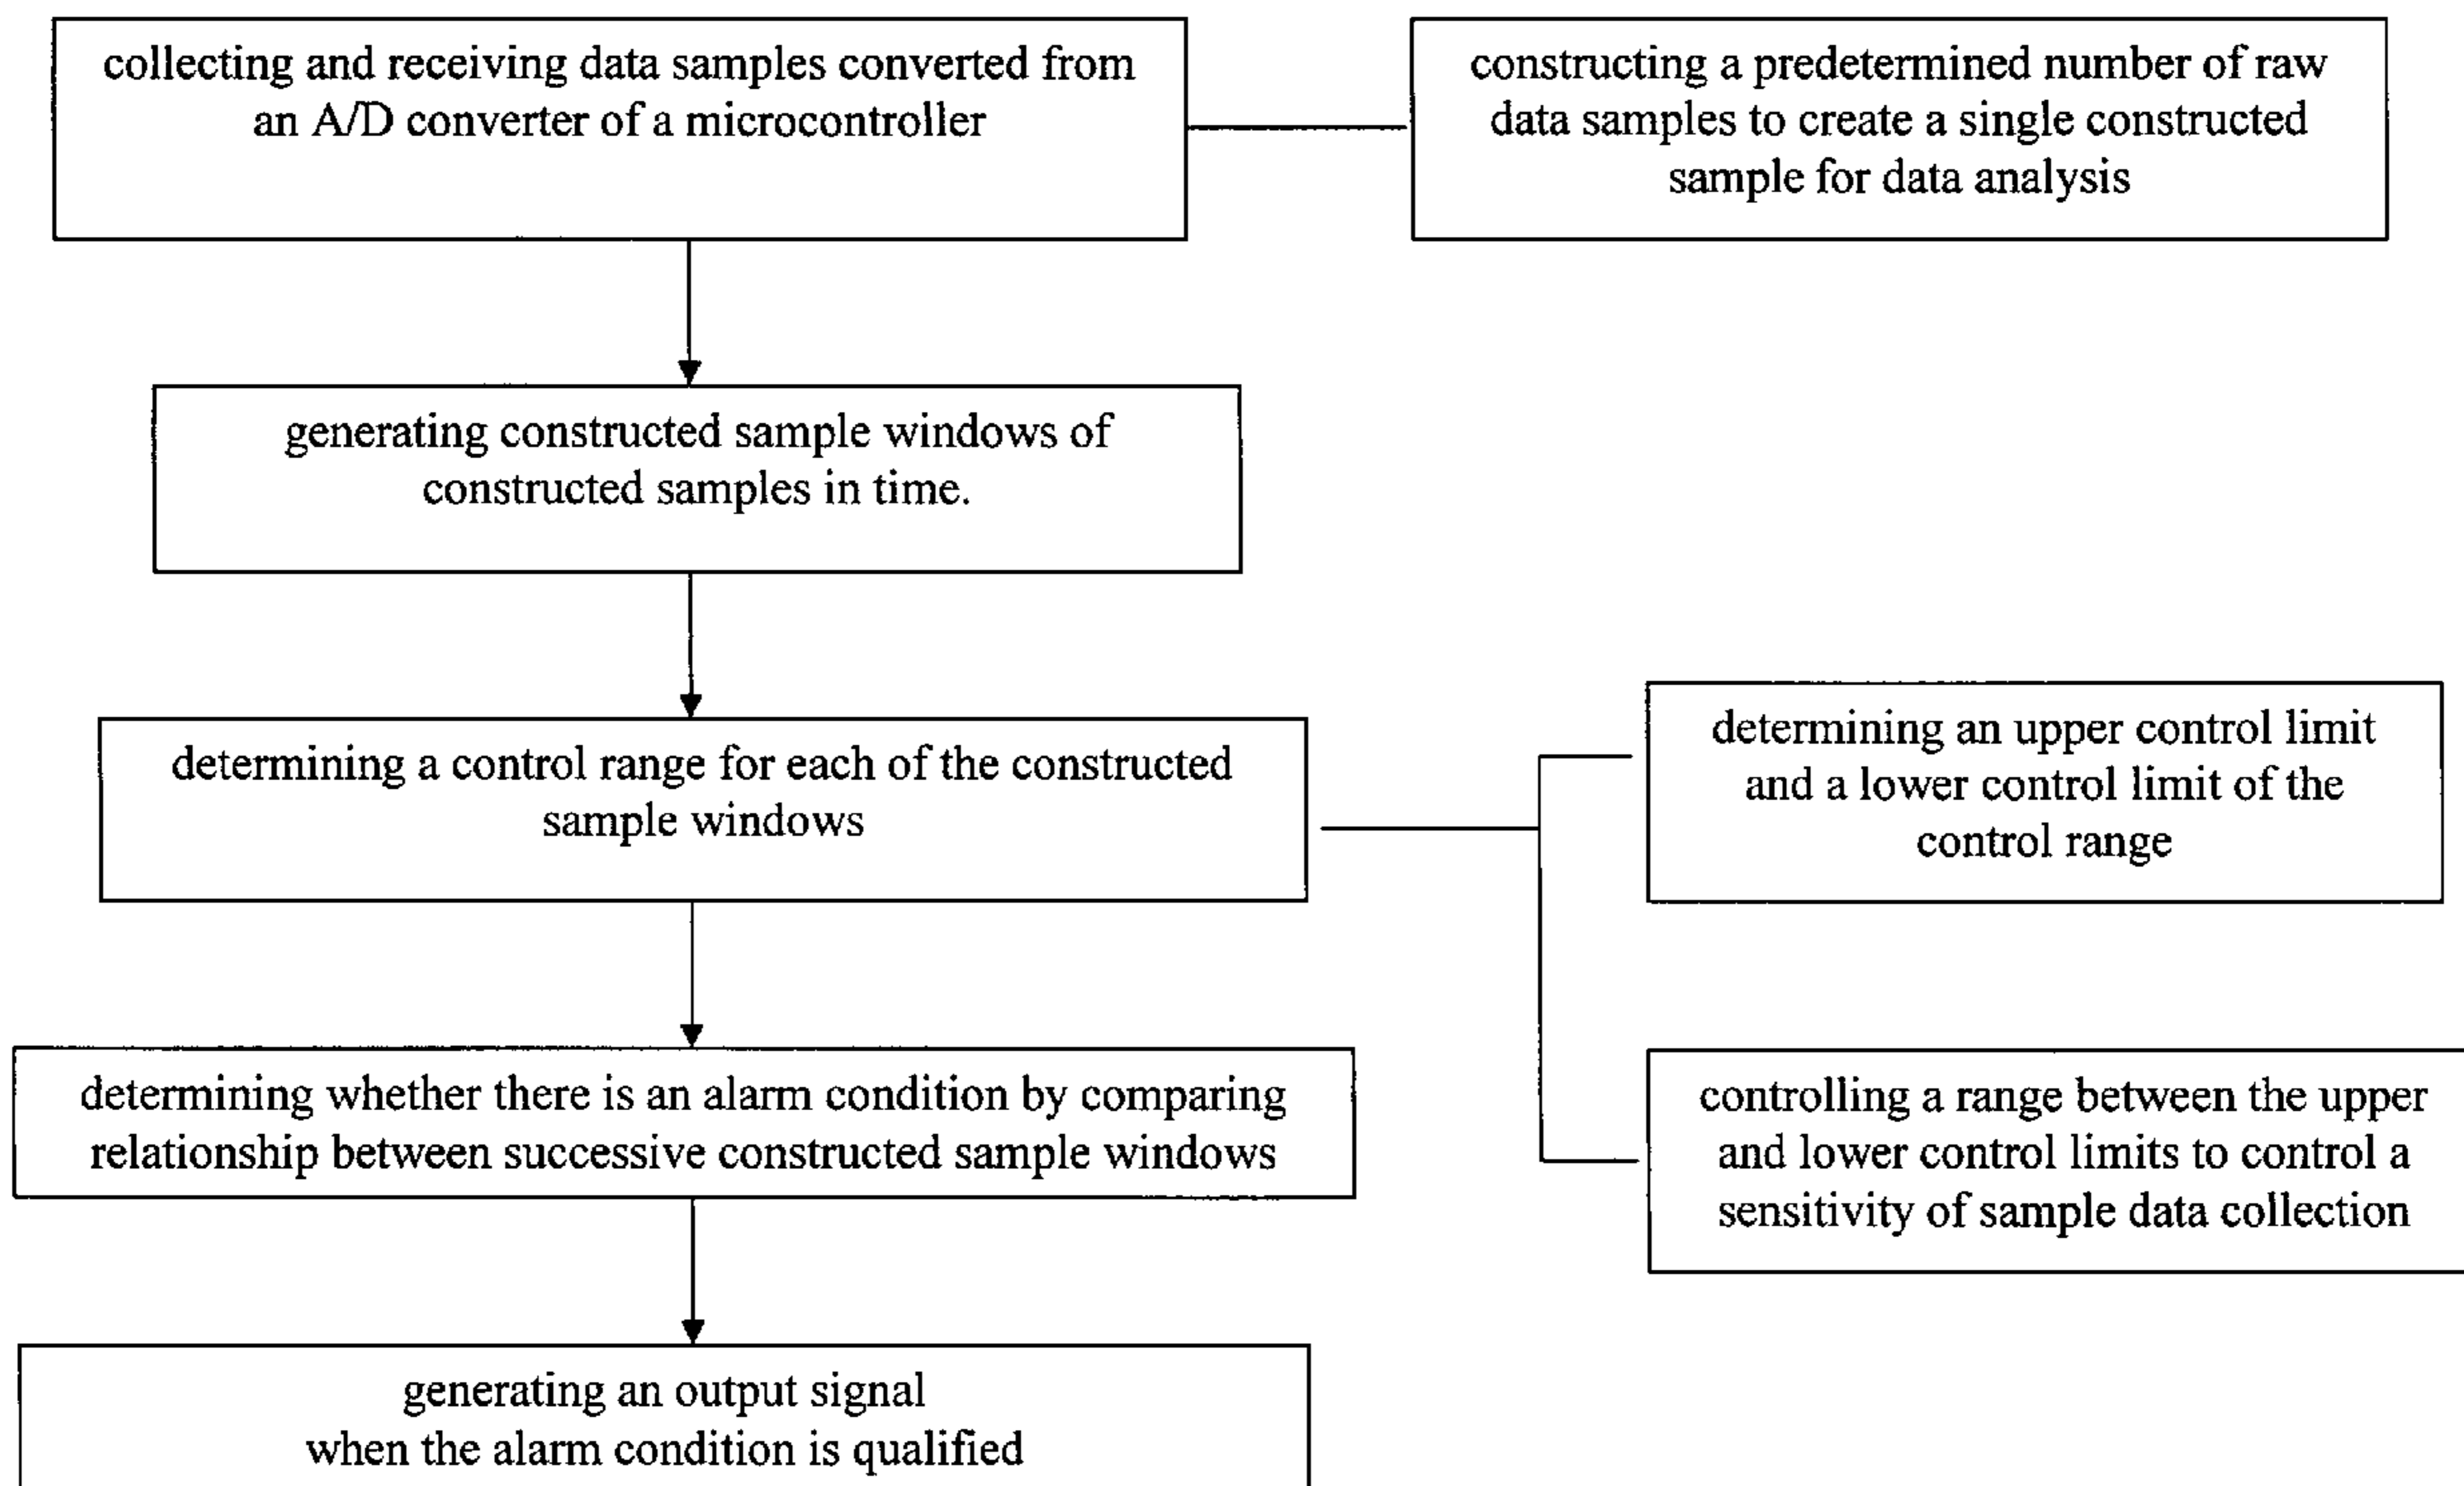 collecting and receiving data samples converted from
an A/D converter of a microcontroller
constructing a predetermined number of raw
data samples to create a single constructed
sample for data analysis
generating constructed sample windows of
constructed samples in time.
determining a control range for each of the constructed
sample windows
determining an upper control limit
and a lower control limit of the
control range
determining whether there is an alarm condition by comparing
relationship between successive constructed sample windows
controlling a range between the upper
and lower control limits to control a
sensitivity of sample data collection
generating an output signal
when the alarm condition is qualified